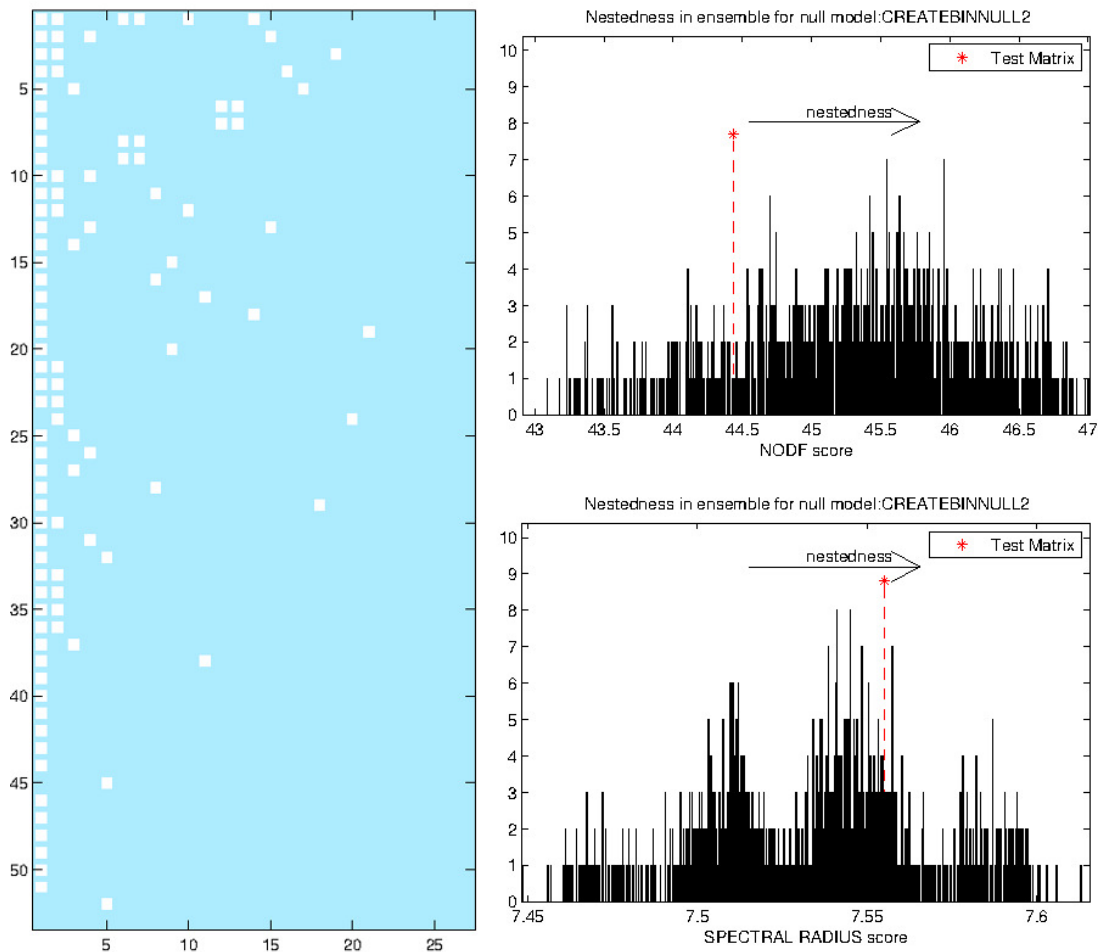 5
10
15
20
25
30
35
40
45
50
5 10 15 20 25
Nestedness in ensemble for null model:CREATEBINNULL2
10
9
8
7
6
5
4
3
2
1
0
Test Matrix
nestedness
43 43.5 44 44.5 45 45.5 46 46.5 47
NODF score
Nestedness in ensemble for null model:CREATEBINNULL2
10
9
8
7
6
5
4
3
2
1
0
Test Matrix
nestedness
7.45 7.5 7.55 7.6
SPECTRAL RADIUS score